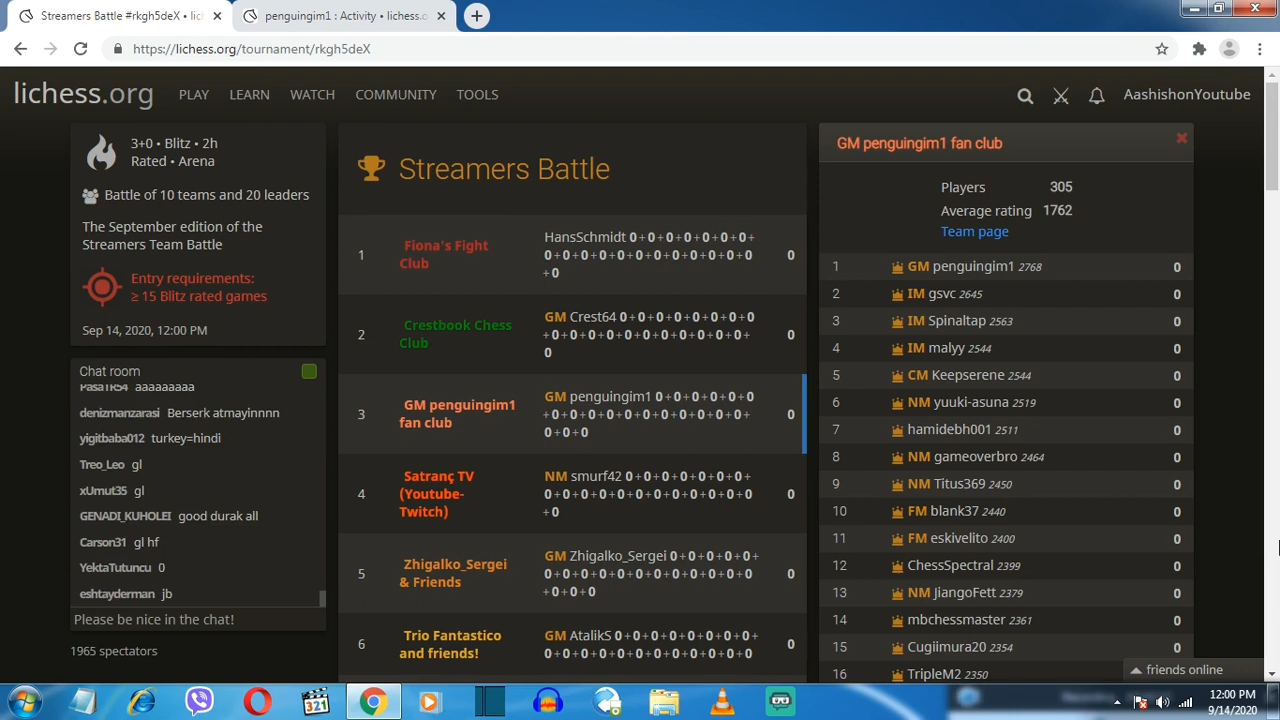 Streamers Battle #rkgh5deX • lic
penguingim1 : Activity • lichess.o
https://lichess.org/tournament/rkgh5deX
lichess.org PLAY LEARN WATCH COMMUNITY TOOLS AashishonYoutube
3+0 • Blitz • 2h
Rated • Arena
Battle of 10 teams and 20 leaders
The September edition of the
Streamers Team Battle
Entry requirements:
≥ 15 Blitz rated games
Sep 14, 2020, 12:00 PM
Chat room
PasaTR54 aaaaaaaaa
denizmanzarasi Berserk atmayinnnn
yigitbaba012 turkey=hindi
Treo_Leo gl
xUmut35 gl
GENADI_KUHOLEI good durak all
Carson31 gl hf
YektaTutuncu 0
eshtayderman jb
Please be nice in the chat!
1965 spectators
Streamers Battle
1 Fiona's Fight Club HansSchmidt 0+0+0+0+0+0+0+
+0+0+0+0+0+0+0+0+0+0
+0 0
2 Crestbook Chess Club GM Crest64 0+0+0+0+0+0+0
+0+0+0+0+0+0+0+0+0+0+
0 0
3 GM penguingim1 fan club GM penguingim1 0+0+0+0+0
+0+0+0+0+0+0+0+0+0+0+
0+0+0 0
4 Satranç TV (Youtube-Twitch) NM smurf42 0+0+0+0+0+0+
+0+0+0+0+0+0+0+0+0+0
+0 0
5 Zhigalko_Sergei & Friends GM Zhigalko_Sergei 0+0+0+0+
0+0+0+0+0+0+0+0+0+0+0
+0+0+0 0
6 Trio Fantastico and friends! GM AtalikS 0+0+0+0+0+0+0+
0+0+0+0+0+0+0+0+0+0+0 0
GM penguingim1 fan club
Players 305
Average rating 1762
Team page
1 GM penguingim1 2768 0
2 IM gsvc 2645 0
3 IM Spinaltap 2563 0
4 IM malyy 2544 0
5 CM Keepserene 2544 0
6 NM yuuki-asuna 2519 0
7 hamidebh001 2511 0
8 NM gameoverbro 2464 0
9 NM Titus369 2450 0
10 FM blank37 2440 0
11 FM eskivelito 2400 0
12 ChessSpectral 2399 0
13 NM JiangoFett 2379 0
14 mbchessmaster 2361 0
15 Cugiimura20 2354 0
16 TripleM2 2350
friends online
321
12:00 PM
9/14/2020